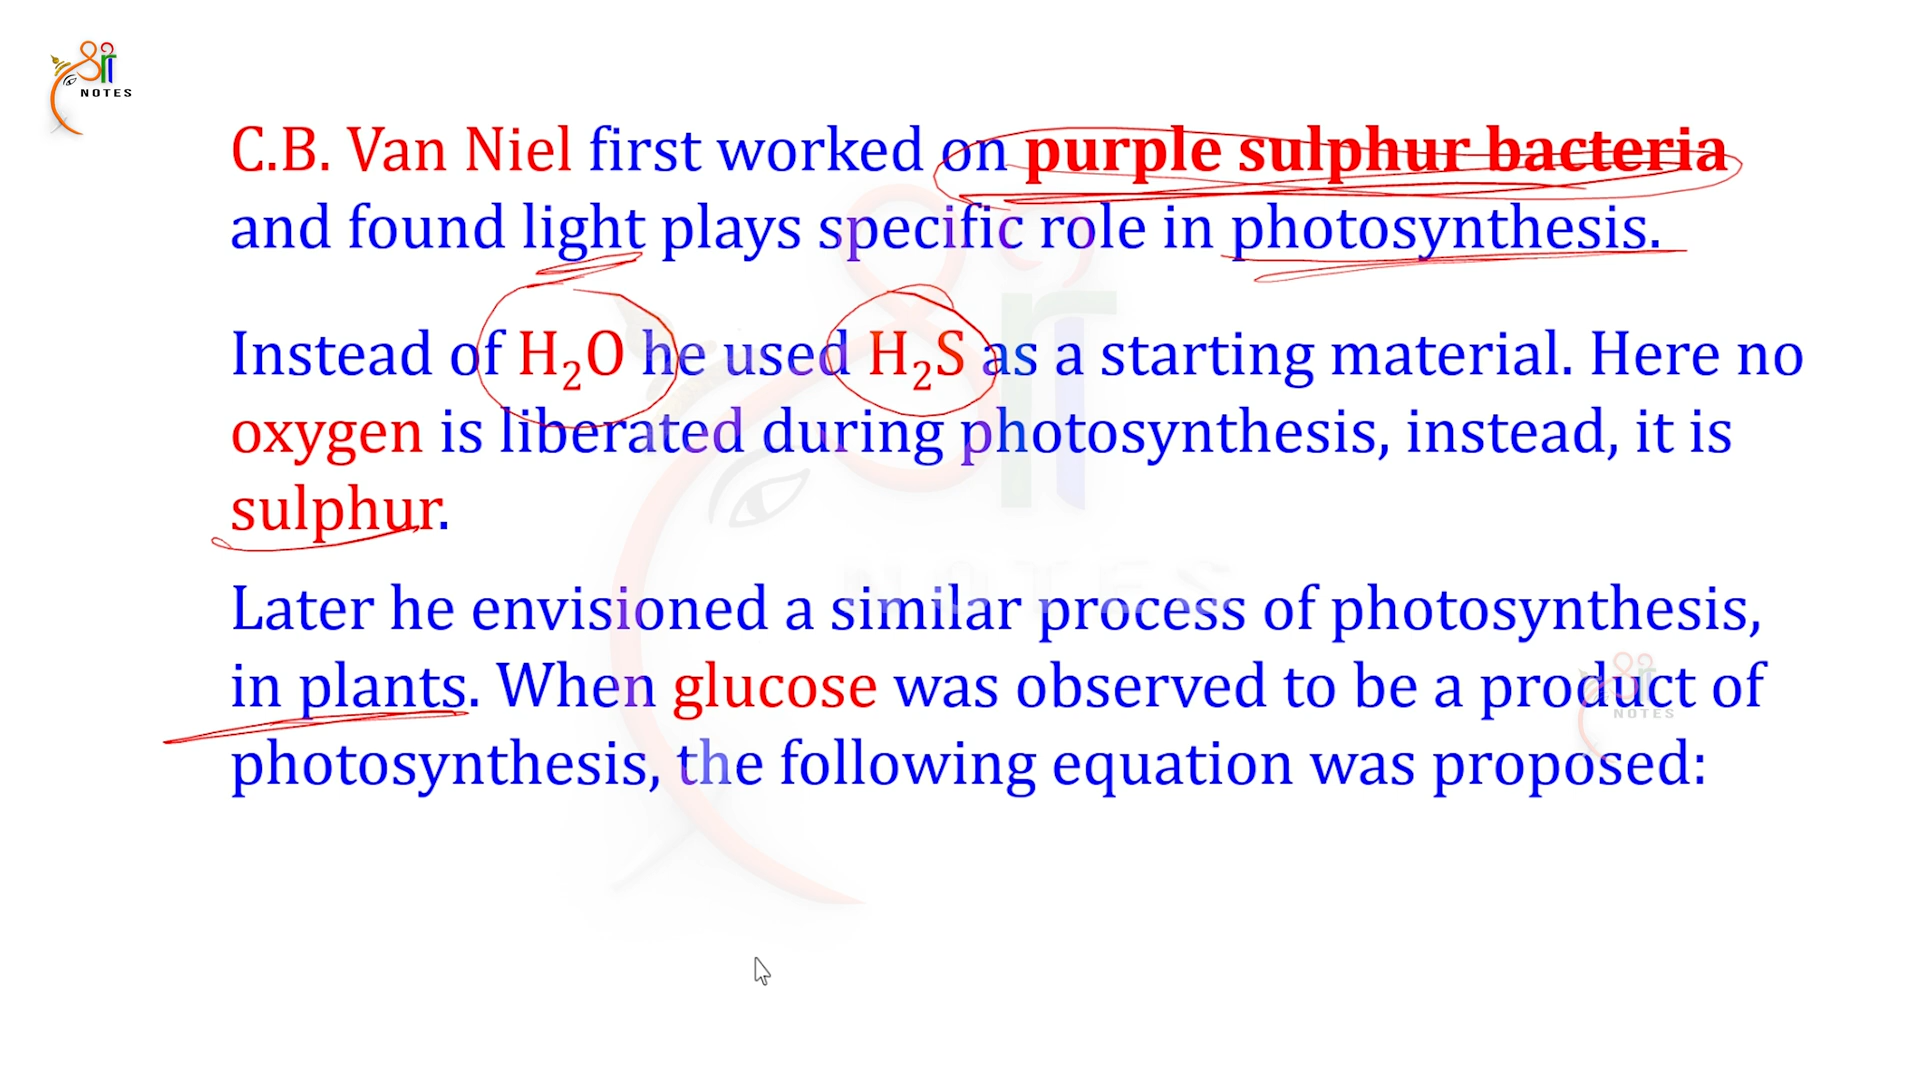 श्री
NOTES
C.B. Van Niel first worked on purple sulphur bacteria
and found light plays specific role in photosynthesis.
Instead of H₂O he used H₂S as a starting material. Here no
oxygen is liberated during photosynthesis, instead, it is
sulphur.
Later he envisioned a similar process of photosynthesis,
in plants. When glucose was observed to be a product of
photosynthesis, the following equation was proposed:
NOTES
NOTES